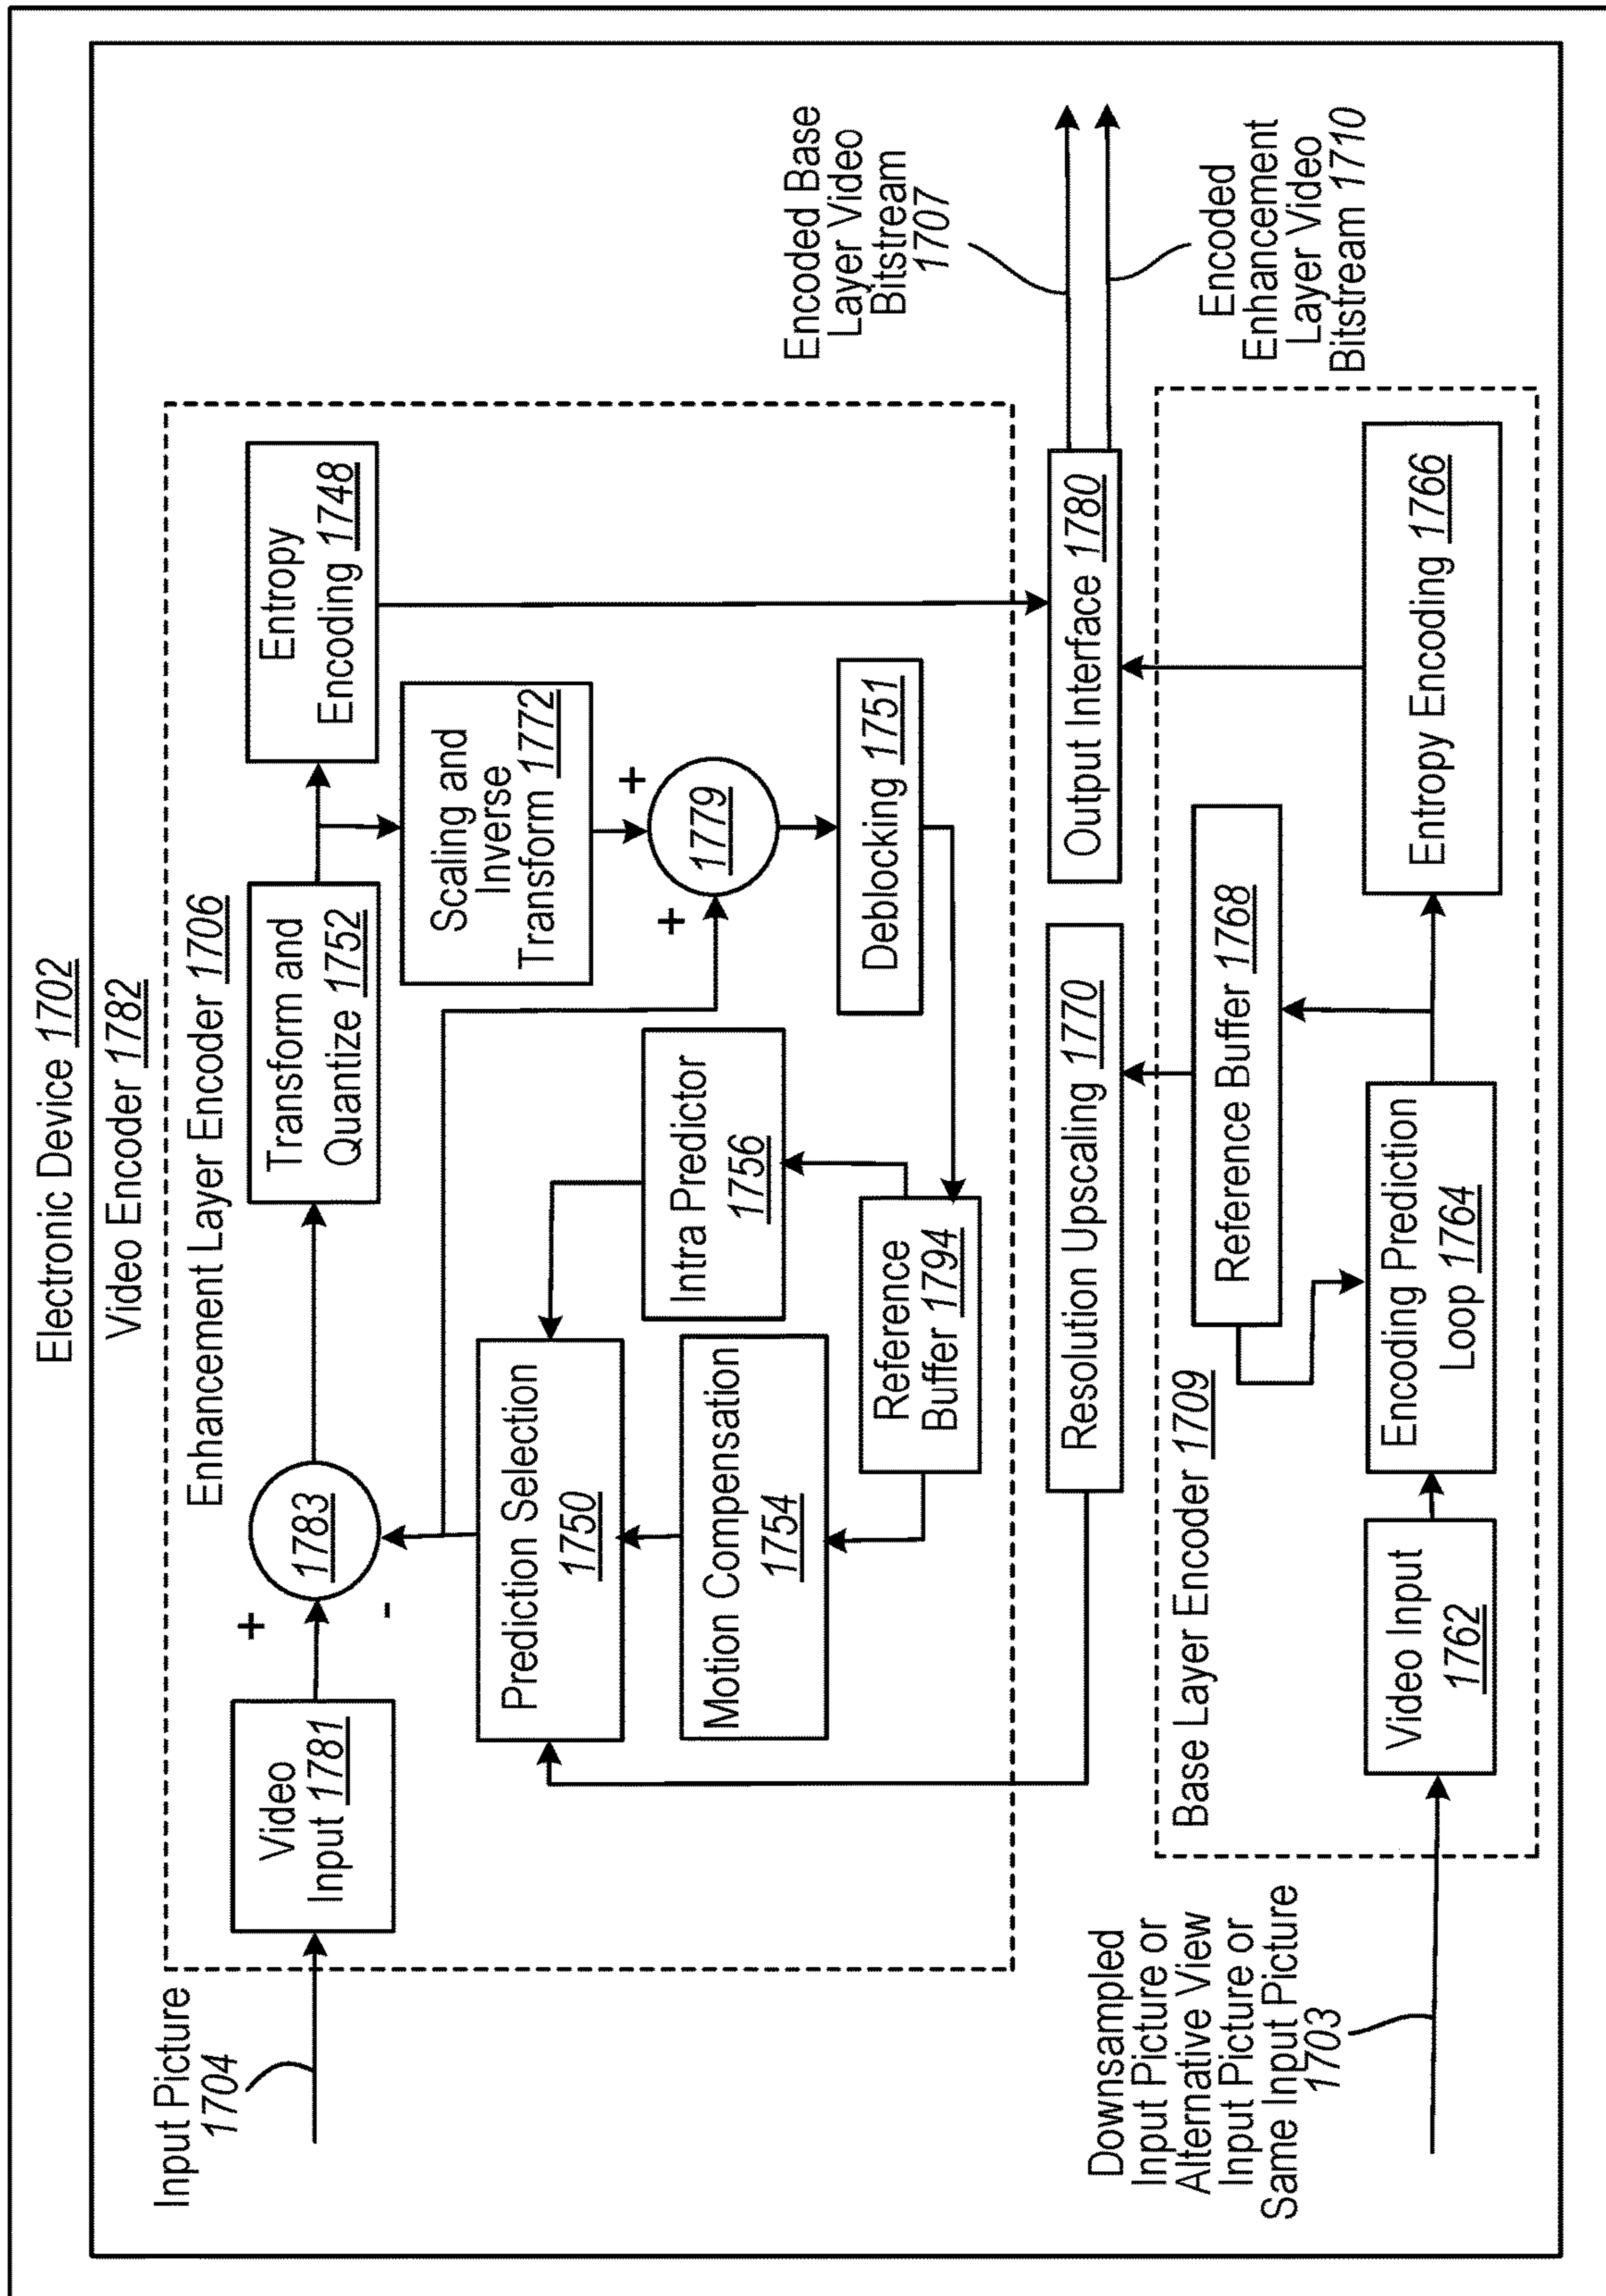 Electronic Device 1702
Video Encoder 1782
Enhancement Layer Encoder 1706
Input Picture
1704
Video
Input 1781
+
-
1783
Transform and
Quantize 1752
Entropy
Encoding 1748
Scaling and
Inverse
Transform 1772
+
+
1779
Prediction Selection
1750
Intra Predictor
1756
Motion Compensation
1754
Deblocking 1751
Reference
Buffer 1794
Resolution Upscaling 1770
Output Interface 1780
Encoded Base
Layer Video
Bitstream
1707
Encoded
Enhancement
Layer Video
Bitstream 1710
Base Layer Encoder 1709
Downsampled
Input Picture or
Alternative View
Input Picture or
Same Input Picture
1703
Video Input
1762
Encoding Prediction
Loop 1764
Reference Buffer 1768
Entropy Encoding 1766